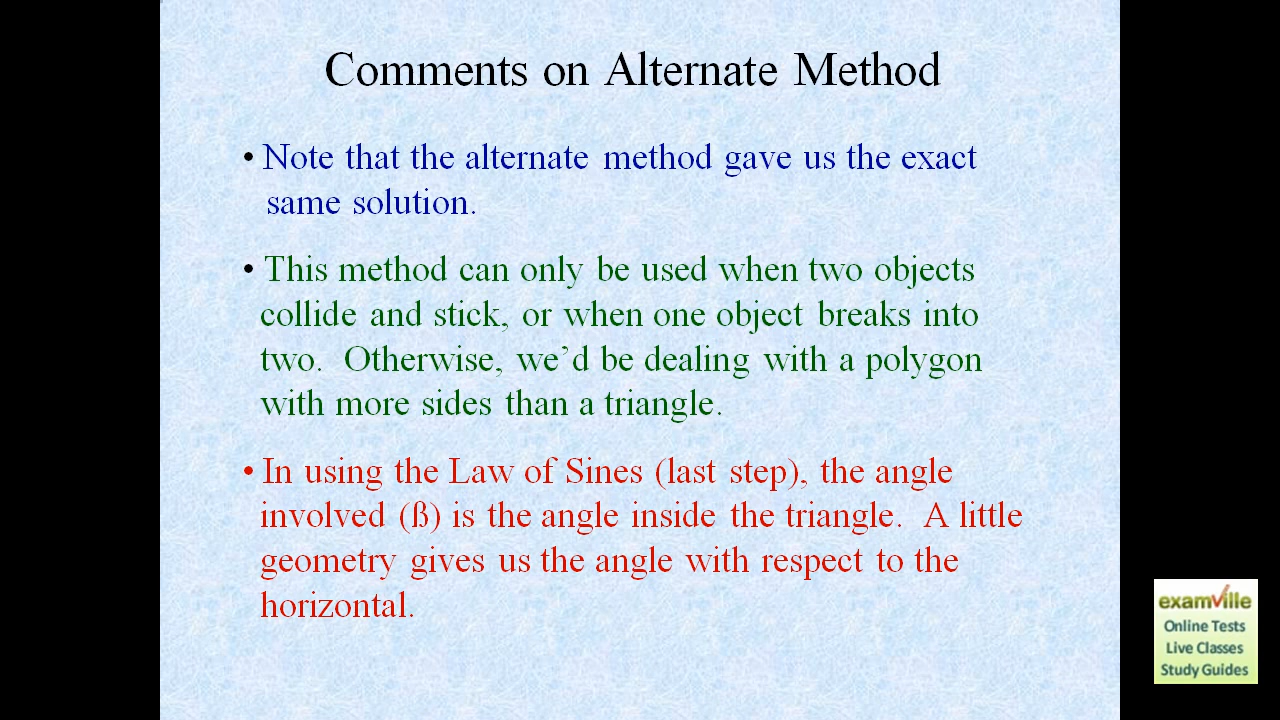 Comments on Alternate Method
• Note that the alternate method gave us the exact
same solution.
• This method can only be used when two objects
collide and stick, or when one object breaks into
two. Otherwise, we’d be dealing with a polygon
with more sides than a triangle.
• In using the Law of Sines (last step), the angle
involved (ß) is the angle inside the triangle. A little
geometry gives us the angle with respect to the
horizontal.
examville
Online Tests
Live Classes
Study Guides